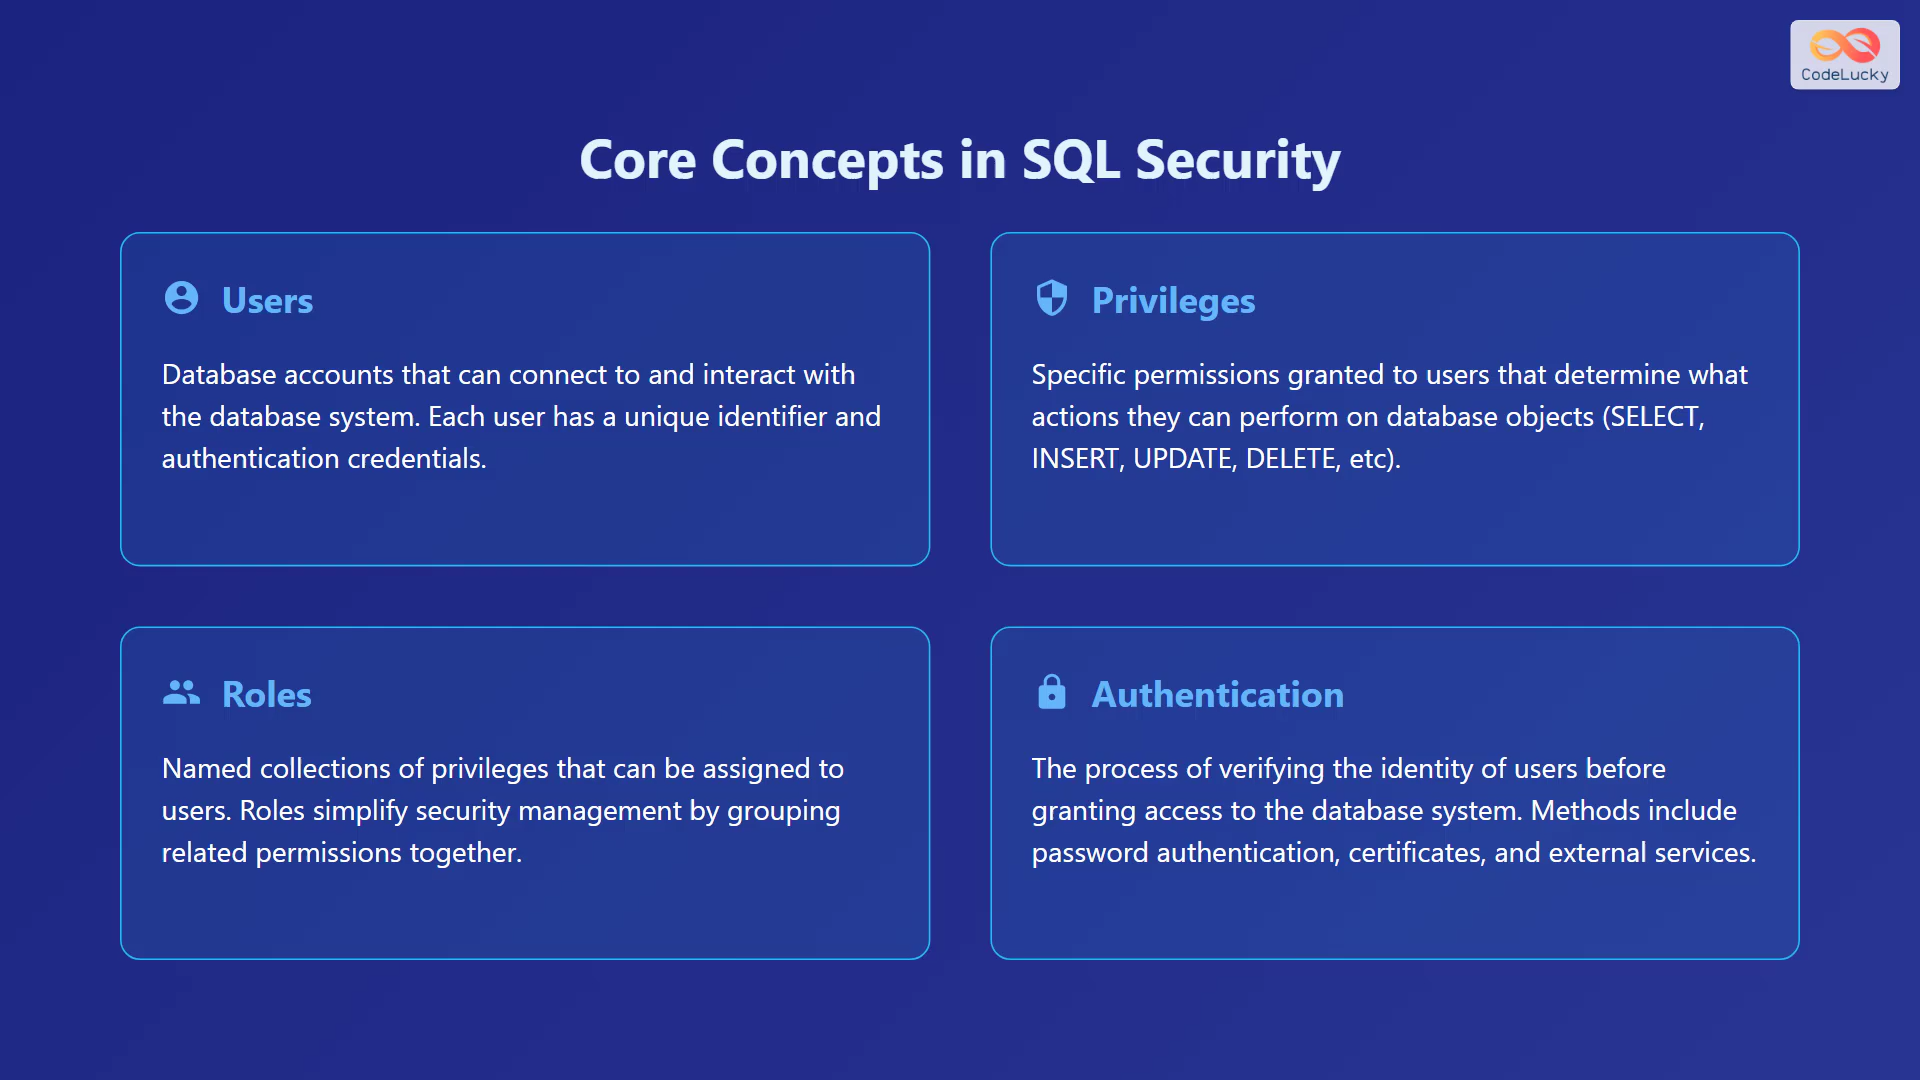 CodeLucky
Core Concepts in SQL Security
Users
Database accounts that can connect to and interact with
the database system. Each user has a unique identifier and
authentication credentials.
Privileges
Specific permissions granted to users that determine what
actions they can perform on database objects (SELECT,
INSERT, UPDATE, DELETE, etc).
Roles
Named collections of privileges that can be assigned to
users. Roles simplify security management by grouping
related permissions together.
Authentication
The process of verifying the identity of users before
granting access to the database system. Methods include
password authentication, certificates, and external services.